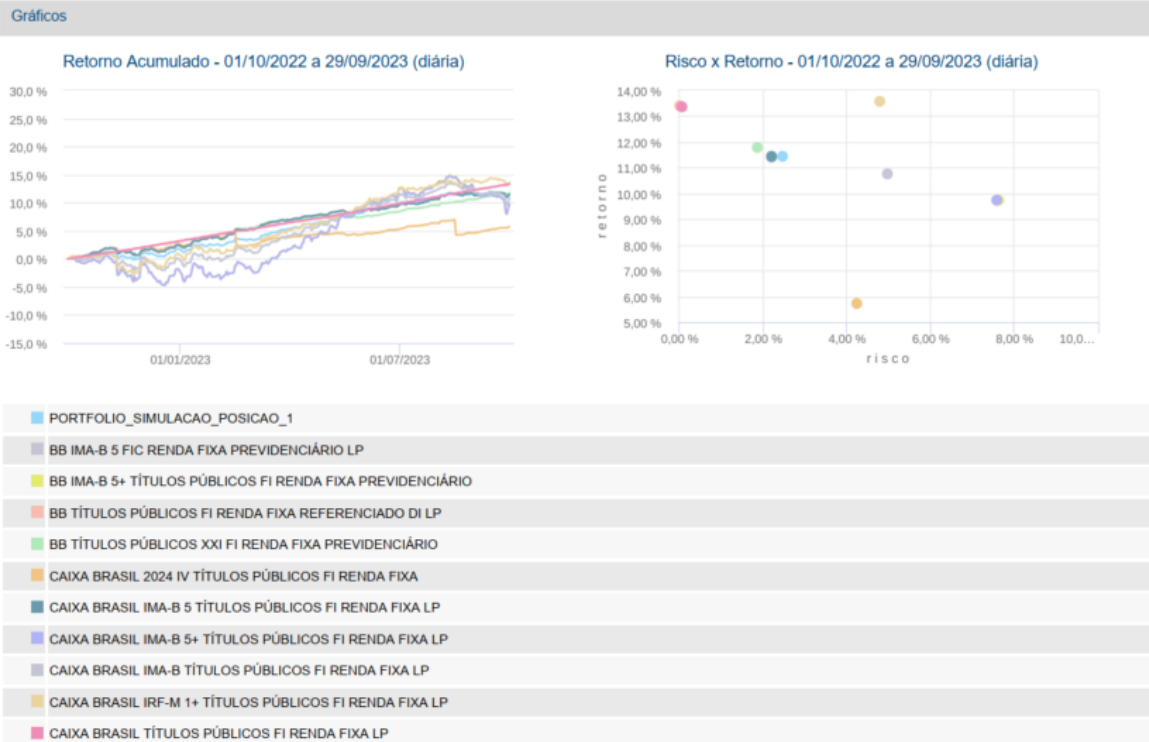 Gráficos
Retorno Acumulado - 01/10/2022 a 29/09/2023 (diária)
30,0 %
25,0 %
20,0 %
15,0 %
10,0 %
5,0 %
0,0 %
-5,0 %
-10,0 %
-15,0 %
01/01/2023
01/07/2023
Risco x Retorno - 01/10/2022 a 29/09/2023 (diária)
retorno
14,00 %
13,00 %
12,00 %
11,00 %
10,00 %
9,00 %
8,00 %
7,00 %
6,00 %
5,00 %
0,00 %
2,00 %
4,00 %
6,00 %
8,00 %
10,0...
risco
PORTFOLIO_SIMULACAO_POSICAO_1
BB IMA-B 5 FIC RENDA FIXA PREVIDENCIÁRIO LP
BB IMA-B 5+ TÍTULOS PÚBLICOS FI RENDA FIXA PREVIDENCIÁRIO
BB TÍTULOS PÚBLICOS FI RENDA FIXA REFERENCIADO DI LP
BB TÍTULOS PÚBLICOS XXI FI RENDA FIXA PREVIDENCIÁRIO
CAIXA BRASIL 2024 IV TÍTULOS PÚBLICOS FI RENDA FIXA
CAIXA BRASIL IMA-B 5 TÍTULOS PÚBLICOS FI RENDA FIXA LP
CAIXA BRASIL IMA-B 5+ TÍTULOS PÚBLICOS FI RENDA FIXA LP
CAIXA BRASIL IMA-B TÍTULOS PÚBLICOS FI RENDA FIXA LP
CAIXA BRASIL IRF-M 1+ TÍTULOS PÚBLICOS FI RENDA FIXA LP
CAIXA BRASIL TÍTULOS PÚBLICOS FI RENDA FIXA LP